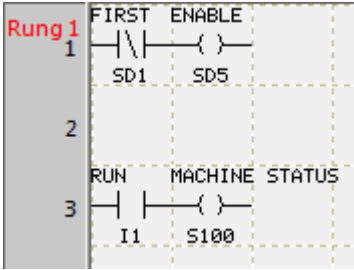 FIRST ENABLE
Rung 1
1
SD1 SD5
2
RUN MACHINE STATUS
3
I1 S100